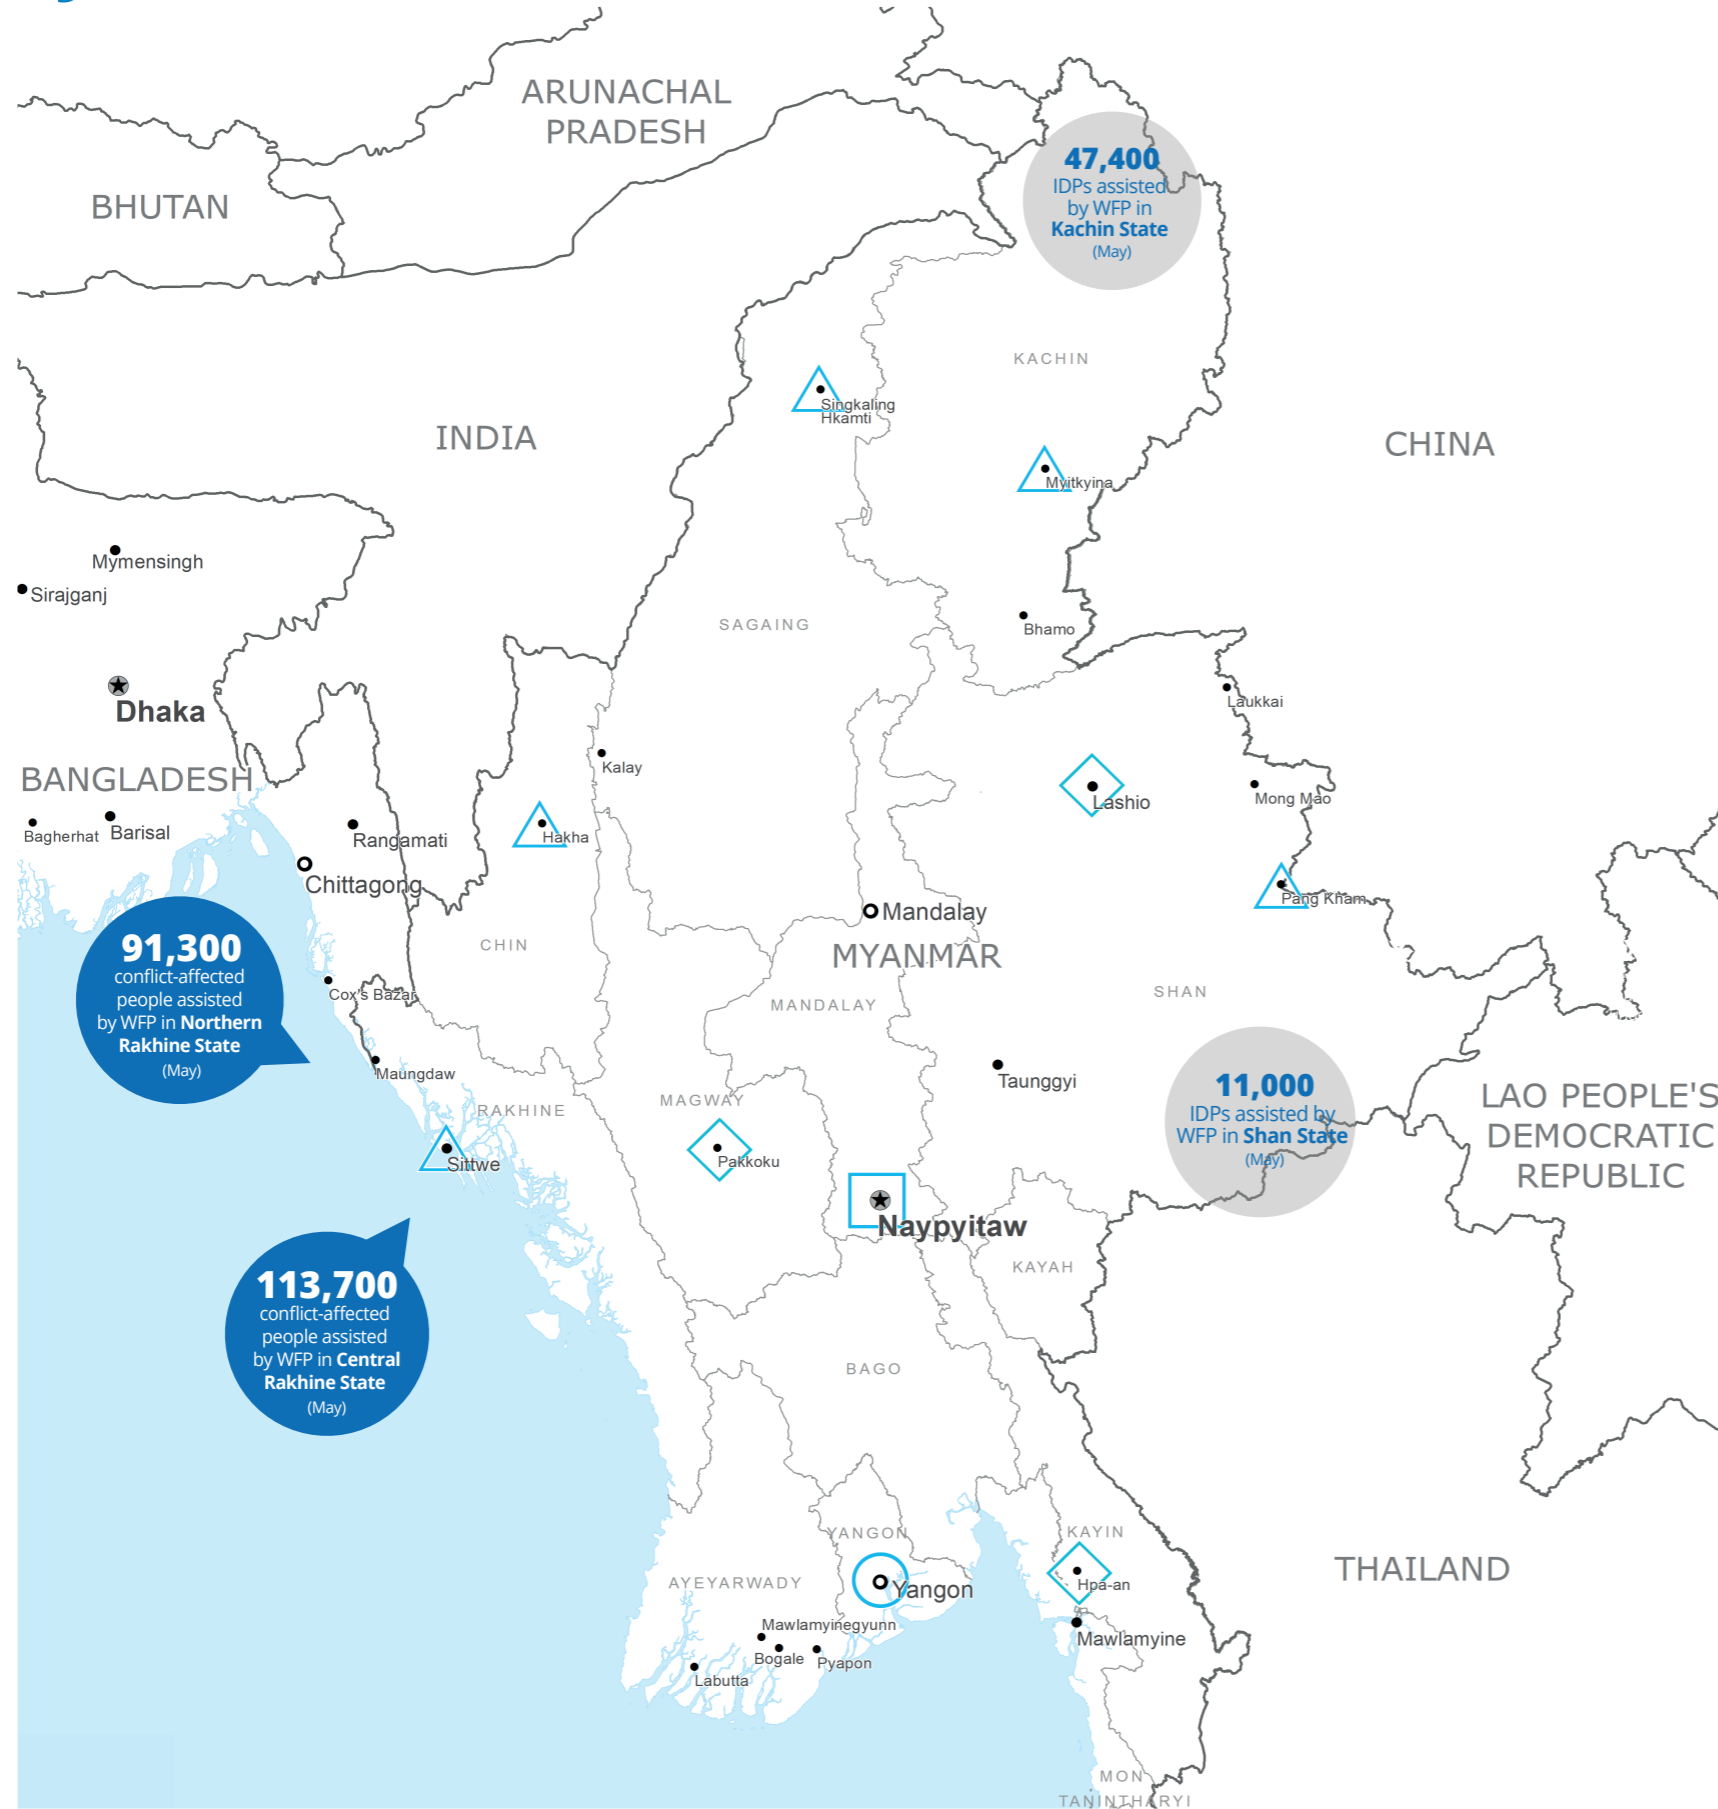 ARUNACHAL
PRADESH
BHUTAN
47,400
IDPs assisted
by WFP in
Kachin State
(May)
KACHIN
Singkaling
Hkamti
INDIA
CHINA
Myitkyina
Mymensingh
Sirajganj
SAGAING
Bhamo
Dhaka
Laukkai
Kalay
BANGLADESH
Lashio
Mong Mao
Bagherhat
Barisal
Rangamati
Hakha
Chittagong
Pang Kham
Mandalay
MYANMAR
91,300
conflict-affected
people assisted
by WFP in Northern
Rakhine State
(May)
CHIN
Cox's Bazar
MANDALAY
SHAN
Maungdaw
Taunggyi
RAKHINE
MAGWAY
11,000
IDPs assisted by
WFP in Shan State
(May)
LAO PEOPLE'S
DEMOCRATIC
REPUBLIC
Sittwe
Pakkoku
Naypyitaw
KAYAH
113,700
conflict-affected
people assisted
by WFP in Central
Rakhine State
(May)
BAGO
YANGON
KAYIN
THAILAND
AYEYARWADY
Yangon
Hpa-an
Mawlamyinegyunn
Mawlamyine
Bogale
Pyapon
Labutta
MON
TANINTHARYI